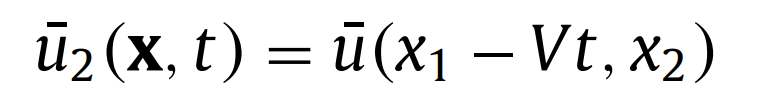 ū₂(𝐱, t) = ū(x₁ − Vt, x₂)